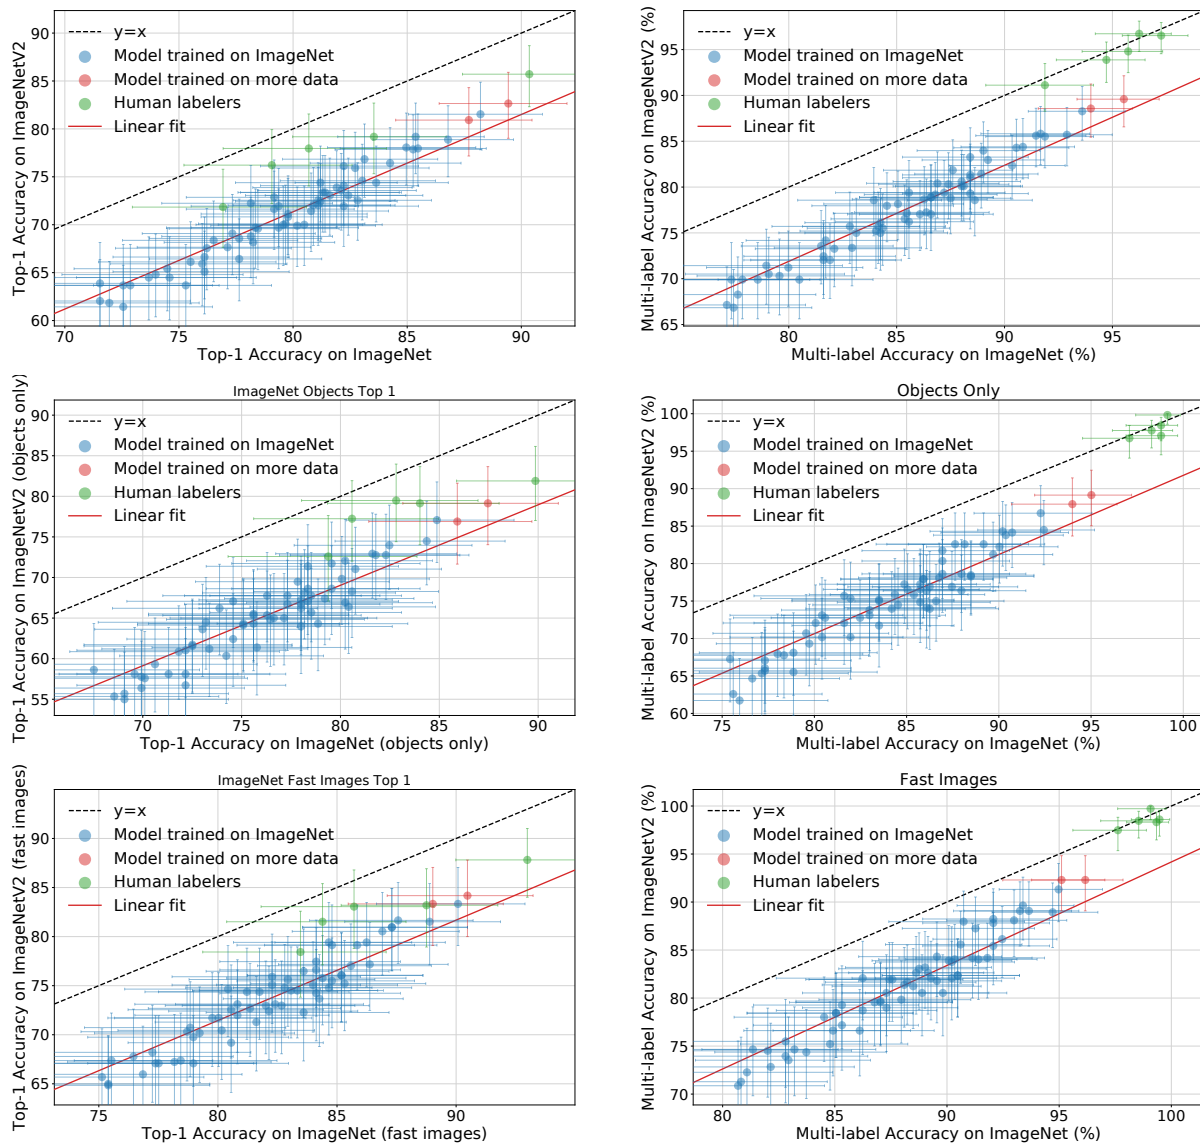 y=x
Model trained on ImageNet
Model trained on more data
Human labelers
Linear fit
90
85
80
75
70
65
60
70 75 80 85 90
Top-1 Accuracy on ImageNet
Top-1 Accuracy on ImageNetV2
y=x
Model trained on ImageNet
Model trained on more data
Human labelers
Linear fit
95
90
85
80
75
70
65
80 85 90 95
Multi-label Accuracy on ImageNet (%)
Multi-label Accuracy on ImageNetV2 (%)
ImageNet Objects Top 1
y=x
Model trained on ImageNet
Model trained on more data
Human labelers
Linear fit
90
85
80
75
70
65
60
55
70 75 80 85 90
Top-1 Accuracy on ImageNet (objects only)
Top-1 Accuracy on ImageNetV2 (objects only)
Objects Only
y=x
Model trained on ImageNet
Model trained on more data
Human labelers
Linear fit
100
95
90
85
80
75
70
65
60
75 80 85 90 95 100
Multi-label Accuracy on ImageNet (%)
Multi-label Accuracy on ImageNetV2 (%)
ImageNet Fast Images Top 1
y=x
Model trained on ImageNet
Model trained on more data
Human labelers
Linear fit
90
85
80
75
70
65
75 80 85 90
Top-1 Accuracy on ImageNet (fast images)
Top-1 Accuracy on ImageNetV2 (fast images)
Fast Images
y=x
Model trained on ImageNet
Model trained on more data
Human labelers
Linear fit
100
95
90
85
80
75
70
80 85 90 95 100
Multi-label Accuracy on ImageNet (%)
Multi-label Accuracy on ImageNetV2 (%)